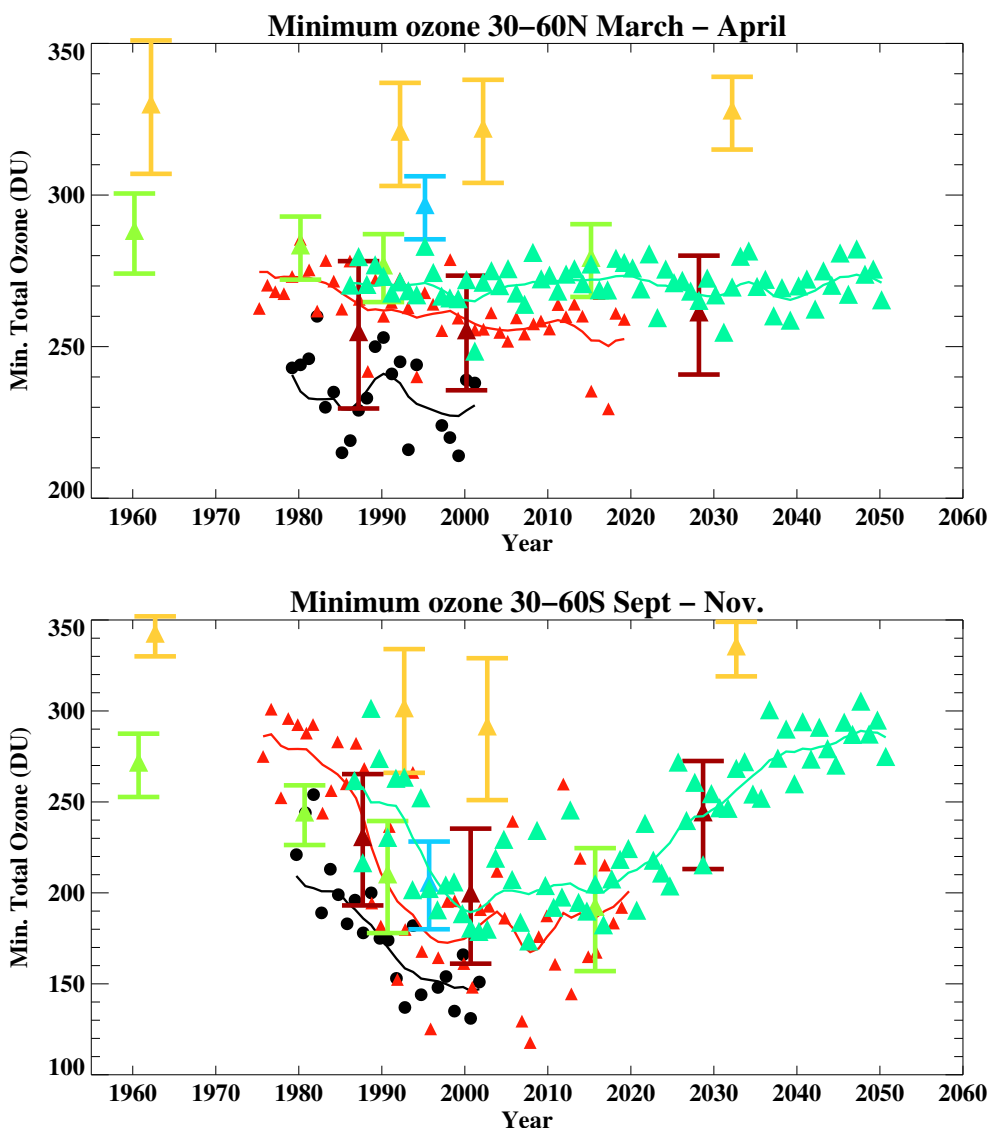 Minimum ozone 30−60N March − April
Min. Total Ozone (DU)
350
300
250
200
1960 1970 1980 1990 2000 2010 2020 2030 2040 2050 2060
Year
Minimum ozone 30−60S Sept − Nov.
Min. Total Ozone (DU)
350
300
250
200
150
100
1960 1970 1980 1990 2000 2010 2020 2030 2040 2050 2060
Year